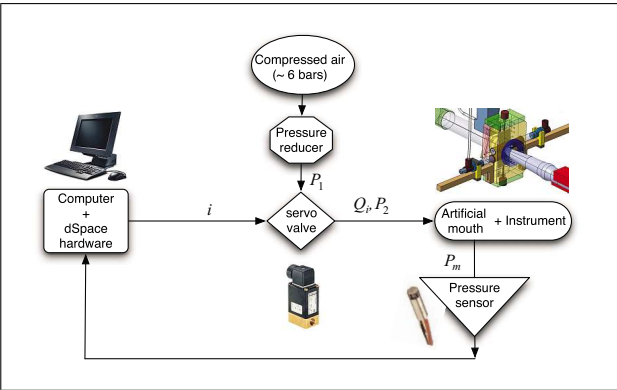 Compressed air
(~ 6 bars)
Pressure
reducer
P1
Computer
+
dSpace
hardware
i
servo
valve
Qi, P2
Artificial
mouth + Instrument
Pm
Pressure
sensor